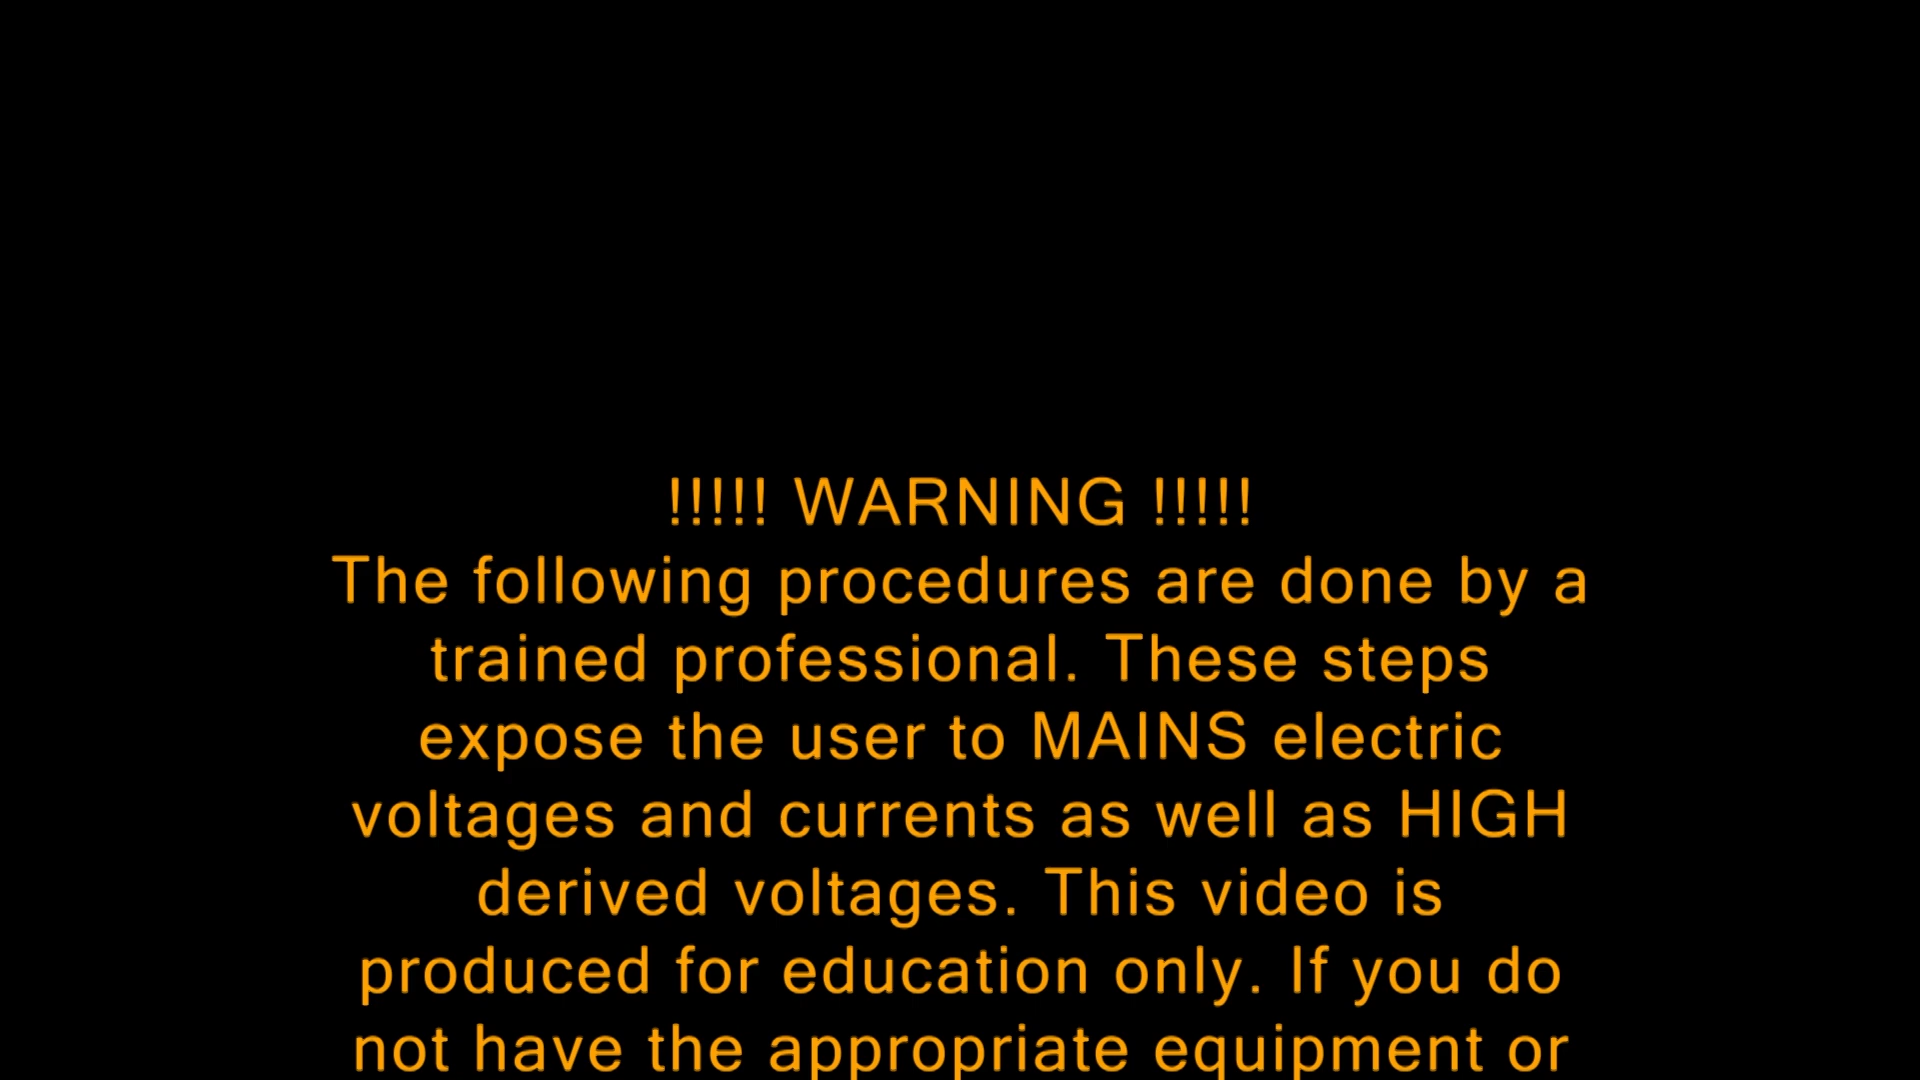 !!!!! WARNING !!!!!
The following procedures are done by a
trained professional. These steps
expose the user to MAINS electric
voltages and currents as well as HIGH
derived voltages. This video is
produced for education only. If you do
not have the appropriate equipment or